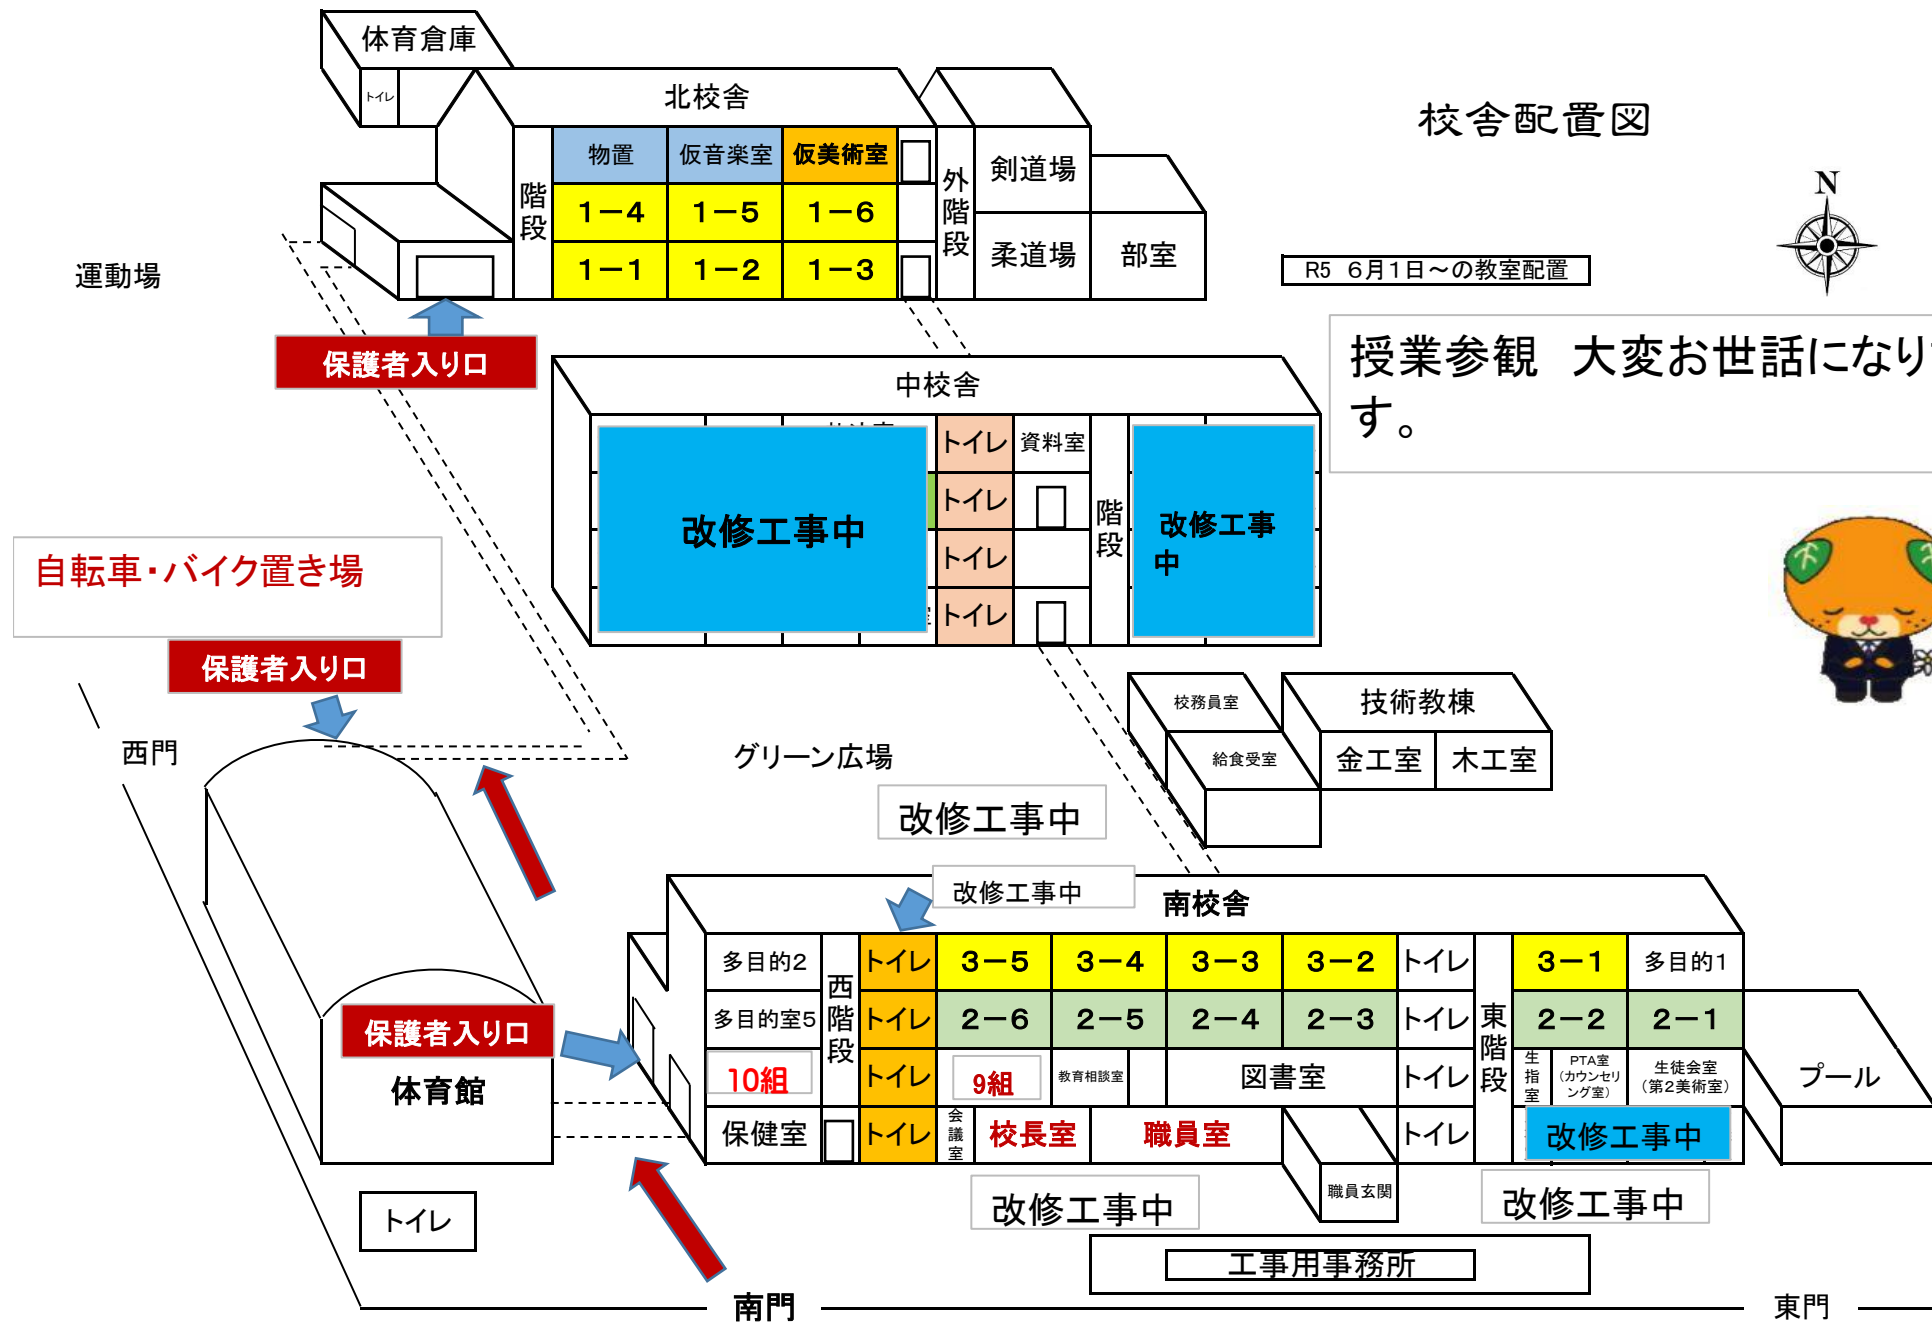 校舎配置図
体育倉庫
トイレ
北校舎
物置
仮音楽室
仮美術室
階段
1－4
1－5
1－6
1－1
1－2
1－3
外階段
剣道場
柔道場
部室
N
R5 6月1日～の教室配置
運動場
保護者入り口
授業参観 大変お世話になり
す。
中校舎
改修工事中
トイレ
資料室
トイレ
トイレ
トイレ
階段
改修工事
中
自転車・バイク置き場
保護者入り口
西門
グリーン広場
改修工事中
校務員室
給食受室
技術教棟
金工室
木工室
改修工事中
南校舎
多目的2
西階段
トイレ
3－5
3－4
3－3
3－2
トイレ
東階段
3－1
多目的1
多目的室5
トイレ
2－6
2－5
2－4
2－3
トイレ
2－2
2－1
10組
トイレ
9組
教育相談室
図書室
トイレ
生指室
PTA室
(カウンセリ
ング室)
生徒会室
(第2美術室)
保健室
トイレ
会議室
校長室
職員室
トイレ
改修工事中
プール
保護者入り口
体育館
職員玄関
改修工事中
改修工事中
トイレ
工事用事務所
南門
東門